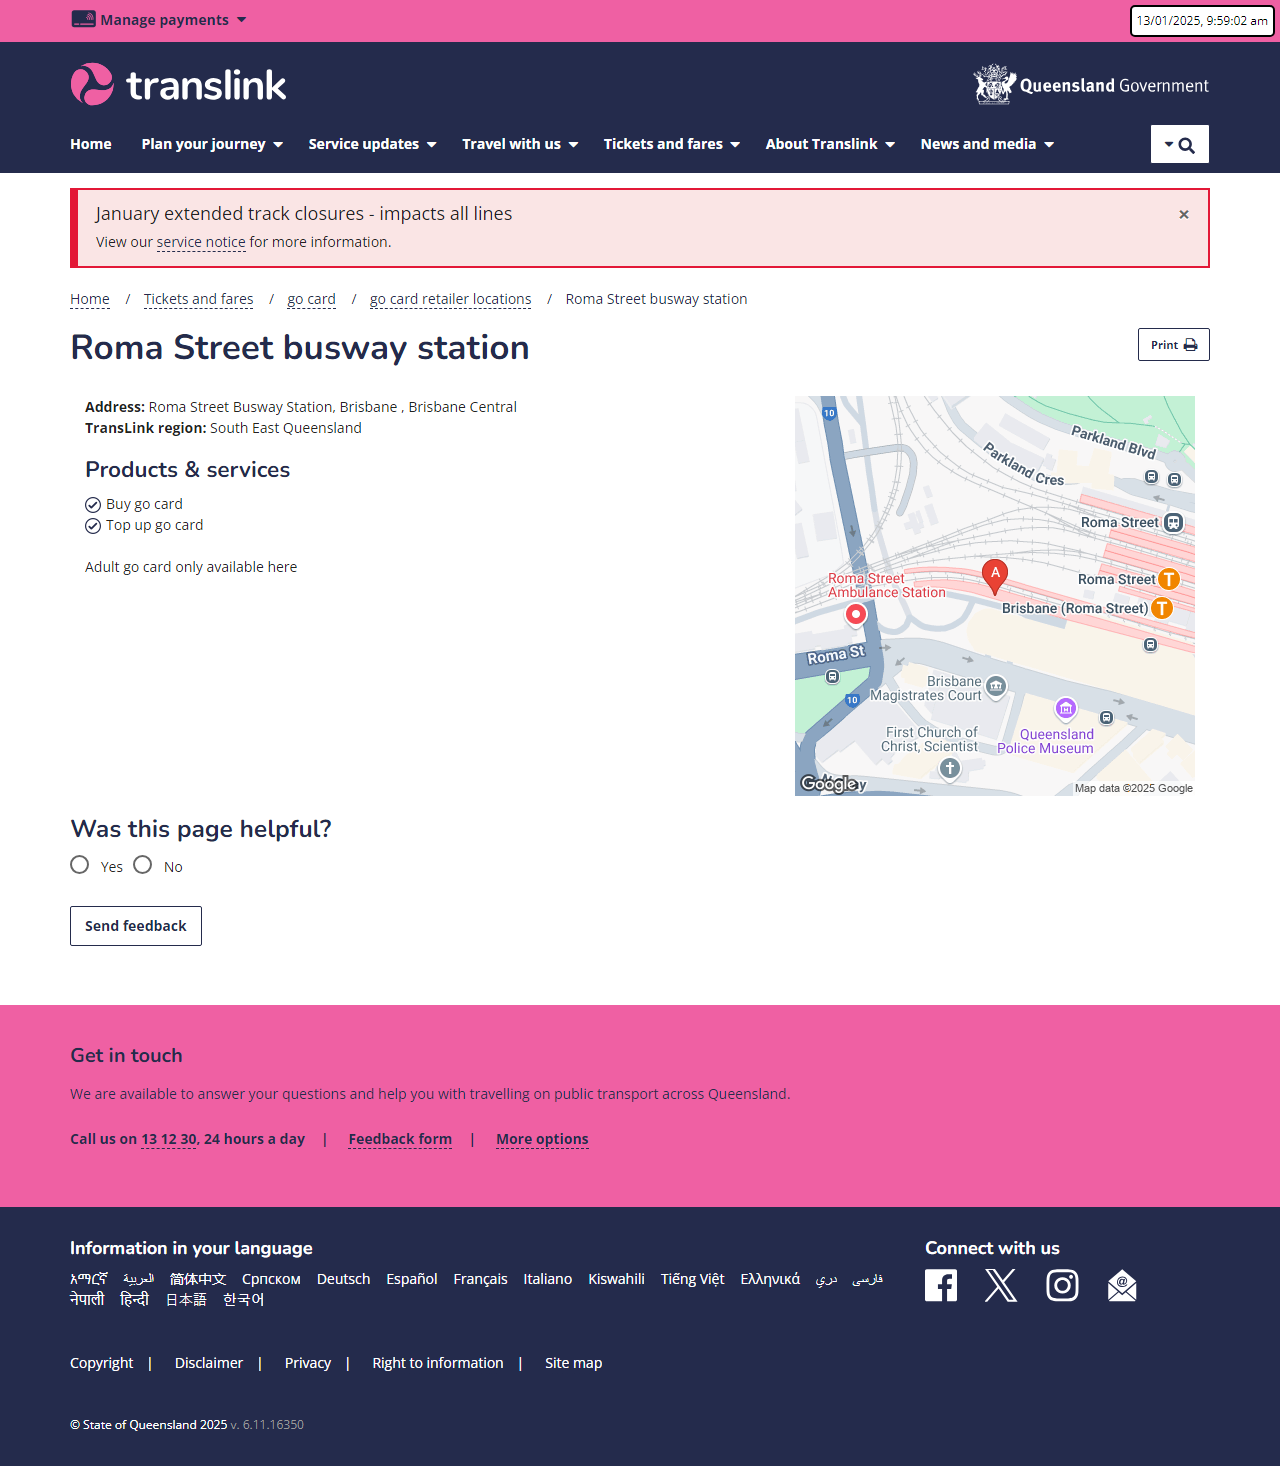 Manage payments
13/01/2025, 9:59:02 am
translink
Queensland Government
Home Plan your journey Service updates Travel with us Tickets and fares About Translink News and media
January extended track closures - impacts all lines
×
View our service notice for more information.
Home / Tickets and fares / go card / go card retailer locations / Roma Street busway station
Roma Street busway station
Print
Address: Roma Street Busway Station, Brisbane , Brisbane Central
TransLink region: South East Queensland
Products & services
Buy go card
Top up go card
Adult go card only available here
10
Parkland Blvd
Parkland Cres
Roma Street
A
Roma Street
Ambulance Station
Roma Street T
Brisbane (Roma Street) T
Roma St
10
Brisbane
Magistrates Court
First Church of
Christ, Scientist
Queensland
Police Museum
Google
Map data ©2025 Google
Was this page helpful?
Yes No
Send feedback
Get in touch
We are available to answer your questions and help you with travelling on public transport across Queensland.
Call us on 13 12 30, 24 hours a day | Feedback form | More options
Information in your language
አማርኛ العربية 简体中文 Српском Deutsch Español Français Italiano Kiswahili Tiếng Việt Ελληνικά دري فارسی
नेपाली हिन्दी 日本語 한국어
Connect with us
Copyright | Disclaimer | Privacy | Right to information | Site map
© State of Queensland 2025 v. 6.11.16350